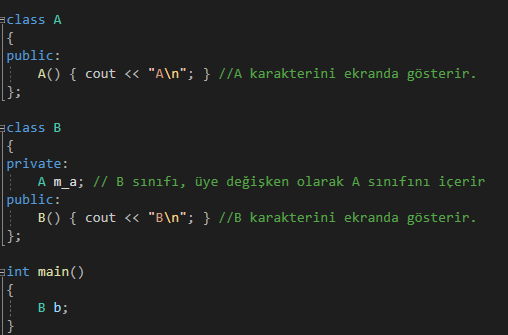 class A
{
public:
    A() { cout << "A\n"; } //A karakterini ekranda gösterir.
};
class B
{
private:
    A m_a; // B sınıfı, üye değişken olarak A sınıfını içerir
public:
    B() { cout << "B\n"; } //B karakterini ekranda gösterir.
};
int main()
{
    B b;
}